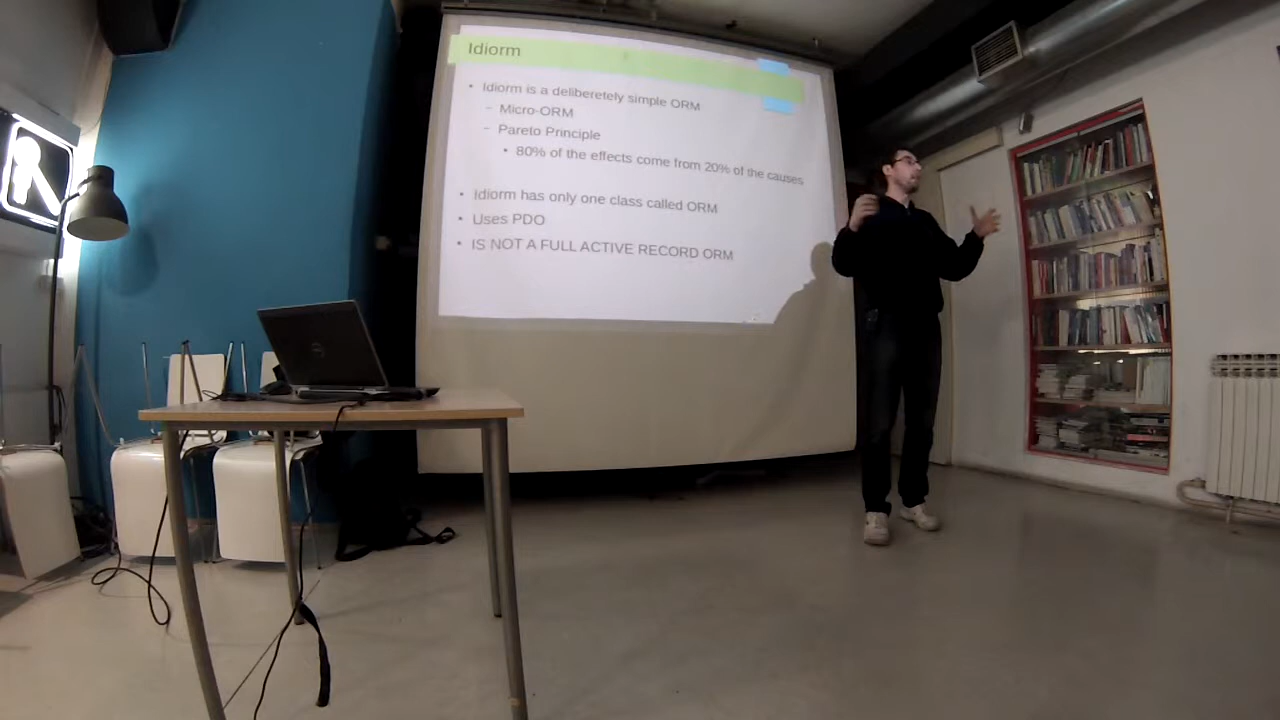 Idiorm
• Idiorm is a deliberetely simple ORM
– Micro-ORM
– Pareto Principle
• 80% of the effects come from 20% of the causes
• Idiorm has only one class called ORM
• Uses PDO
• IS NOT A FULL ACTIVE RECORD ORM